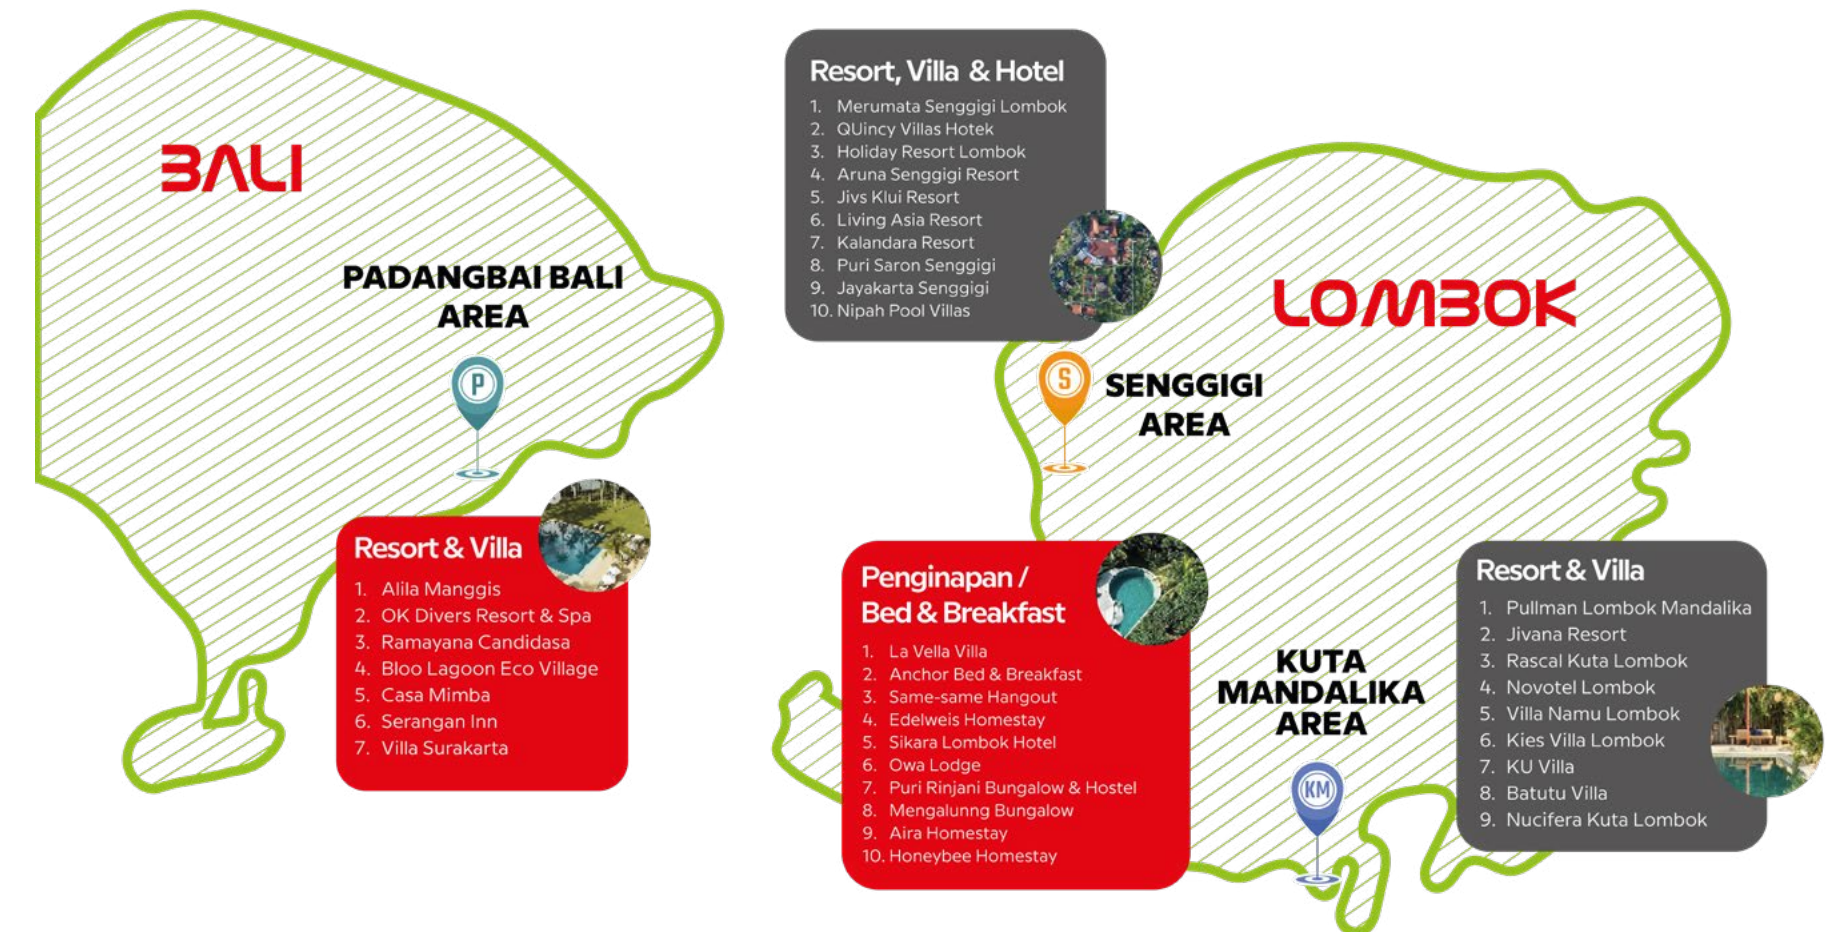 BALI
PADANGBAI BALI
AREA
P
Resort & Villa
1. Alila Manggis
2. OK Divers Resort & Spa
3. Ramayana Candidasa
4. Bloo Lagoon Eco Village
5. Casa Mimba
6. Serangan Inn
7. Villa Surakarta
Resort, Villa & Hotel
1. Merumata Senggigi Lombok
2. QUincy Villas Hotek
3. Holiday Resort Lombok
4. Aruna Senggigi Resort
5. Jivs Klui Resort
6. Living Asia Resort
7. Kalandara Resort
8. Puri Saron Senggigi
9. Jayakarta Senggigi
10. Nipah Pool Villas
LOMBOK
S
SENGGIGI
AREA
Penginapan /
Bed & Breakfast
1. La Vella Villa
2. Anchor Bed & Breakfast
3. Same-same Hangout
4. Edelweis Homestay
5. Sikara Lombok Hotel
6. Owa Lodge
7. Puri Rinjani Bungalow & Hostel
8. Mengalunng Bungalow
9. Aira Homestay
10. Honeybee Homestay
KUTA
MANDALIKA
AREA
KM
Resort & Villa
1. Pullman Lombok Mandalika
2. Jivana Resort
3. Rascal Kuta Lombok
4. Novotel Lombok
5. Villa Namu Lombok
6. Kies Villa Lombok
7. KU Villa
8. Batutu Villa
9. Nucifera Kuta Lombok